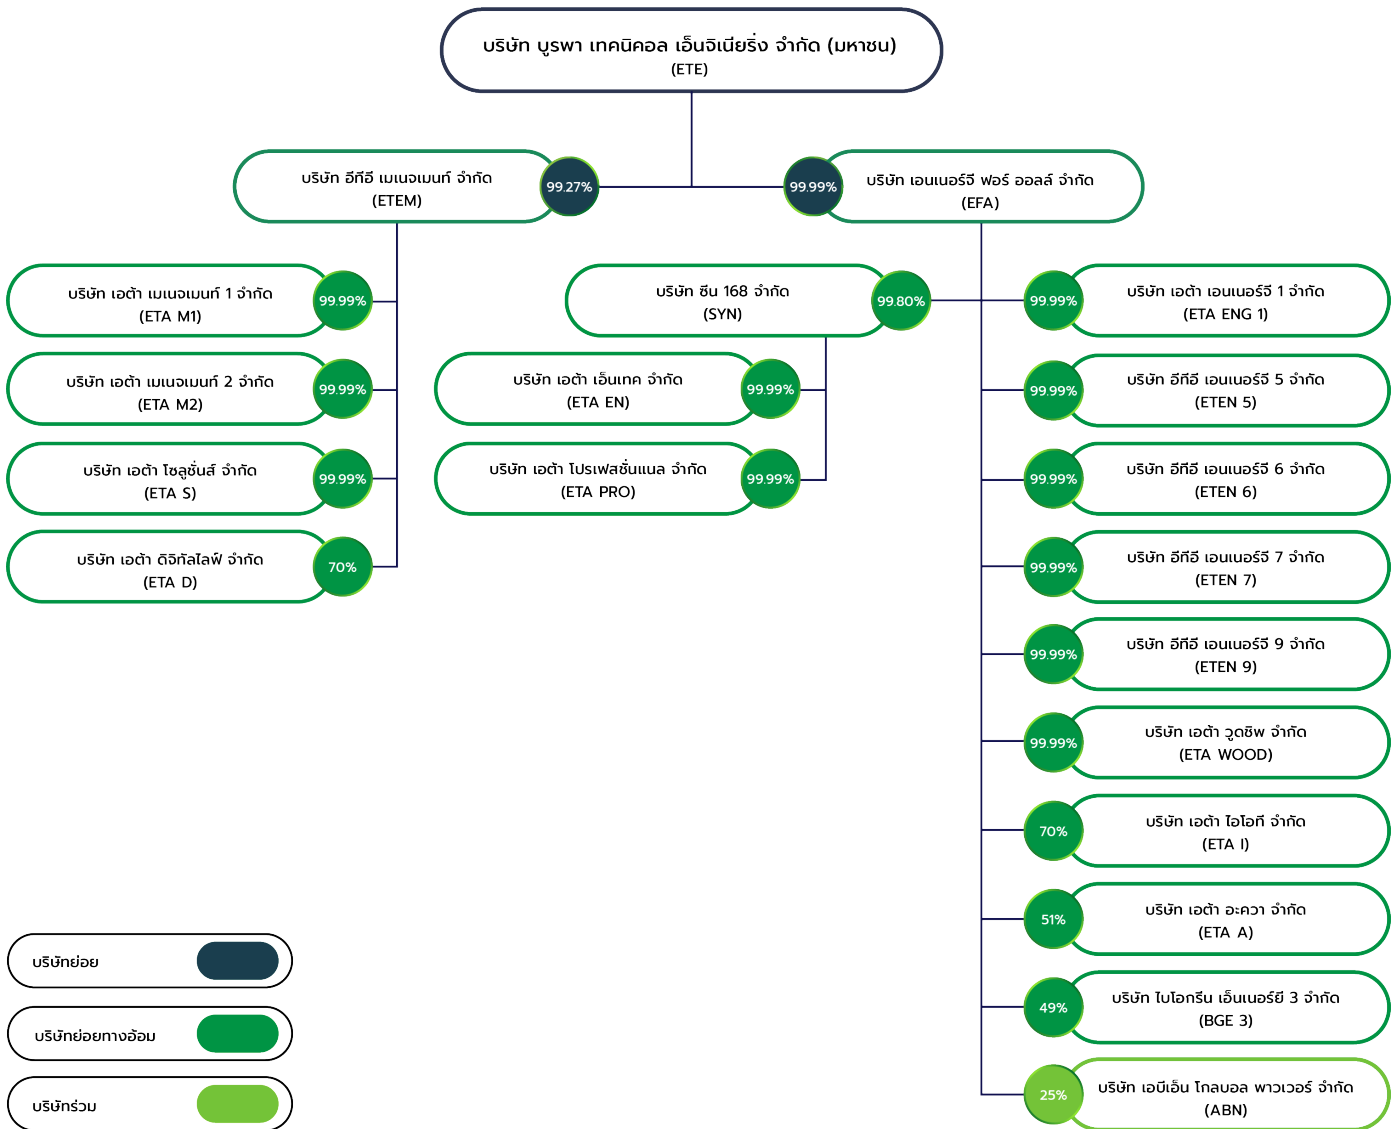 บริษัท บูรพา เทคนิคอล เอ็นจิเนียริ่ง จำกัด (มหาชน)
(ETE)
บริษัท อีทีอี เมเนจเมนท์ จำกัด
(ETEM)
99.27%
99.99%
บริษัท เอนเนอร์จี ฟอร์ ออลล์ จำกัด
(EFA)
บริษัท เอต้า เมเนจเมนท์ 1 จำกัด
(ETA M1)
99.99%
บริษัท เอต้า เมเนจเมนท์ 2 จำกัด
(ETA M2)
99.99%
บริษัท เอต้า โซลูชั่นส์ จำกัด
(ETA S)
99.99%
บริษัท เอต้า ดิจิทัลไลฟ์ จำกัด
(ETA D)
70%
บริษัท ซีน 168 จำกัด
(SYN)
99.80%
บริษัท เอต้า เอ็นเทค จำกัด
(ETA EN)
99.99%
บริษัท เอต้า โปรเฟสชั่นแนล จำกัด
(ETA PRO)
99.99%
99.99%
บริษัท เอต้า เอนเนอร์จี 1 จำกัด
(ETA ENG 1)
99.99%
บริษัท อีทีอี เอนเนอร์จี 5 จำกัด
(ETEN 5)
99.99%
บริษัท อีทีอี เอนเนอร์จี 6 จำกัด
(ETEN 6)
99.99%
บริษัท อีทีอี เอนเนอร์จี 7 จำกัด
(ETEN 7)
99.99%
บริษัท อีทีอี เอนเนอร์จี 9 จำกัด
(ETEN 9)
99.99%
บริษัท เอต้า วูดชิพ จำกัด
(ETA WOOD)
70%
บริษัท เอต้า ไอโอที จำกัด
(ETA I)
51%
บริษัท เอต้า อะควา จำกัด
(ETA A)
49%
บริษัท ไบโอกรีน เอ็นเนอร์ยี 3 จำกัด
(BGE 3)
25%
บริษัท เอบีเอ็น โกลบอล พาวเวอร์ จำกัด
(ABN)
บริษัทย่อย
บริษัทย่อยทางอ้อม
บริษัทร่วม